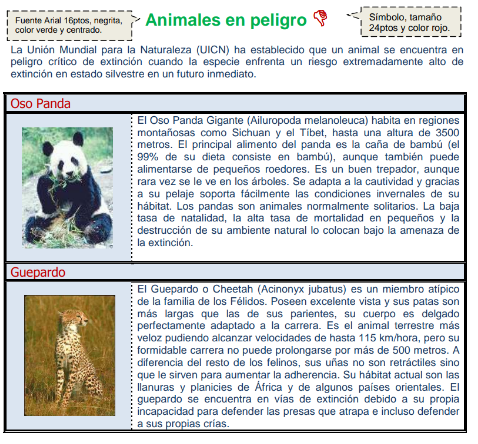 Fuente Arial 16ptos, negrita,
color verde y centrado.
Animales en peligro
Símbolo, tamaño
24ptos y color rojo.
La Unión Mundial para la Naturaleza (UICN) ha establecido que un animal se encuentra en
peligro crítico de extinción cuando la especie enfrenta un riesgo extremadamente alto de
extinción en estado silvestre en un futuro inmediato.
Oso Panda
El Oso Panda Gigante (Ailuropoda melanoleuca) habita en regiones
montañosas como Sichuan y el Tíbet, hasta una altura de 3500
metros. El principal alimento del panda es la caña de bambú (el
99% de su dieta consiste en bambú), aunque también puede
alimentarse de pequeños roedores. Es un buen trepador, aunque
rara vez se le ve en los árboles. Se adapta a la cautividad y gracias
a su pelaje soporta fácilmente las condiciones invernales de su
hábitat. Los pandas son animales normalmente solitarios. La baja
tasa de natalidad, la alta tasa de mortalidad en pequeños y la
destrucción de su ambiente natural lo colocan bajo la amenaza de
la extinción.
Guepardo
El Guepardo o Cheetah (Acinonyx jubatus) es un miembro atípico
de la familia de los Félidos. Poseen excelente vista y sus patas son
más largas que las de sus parientes, su cuerpo es delgado
perfectamente adaptado a la carrera. Es el animal terrestre más
veloz pudiendo alcanzar velocidades de hasta 115 km/hora, pero su
formidable carrera no puede prolongarse por más de 500 metros. A
diferencia del resto de los felinos, sus uñas no son retráctiles sino
que le sirven para aumentar la adherencia. Su hábitat actual son las
llanuras y planicies de África y de algunos países orientales. El
guepardo se encuentra en vías de extinción debido a su propia
incapacidad para defender las presas que atrapa e incluso defender
a sus propias crías.